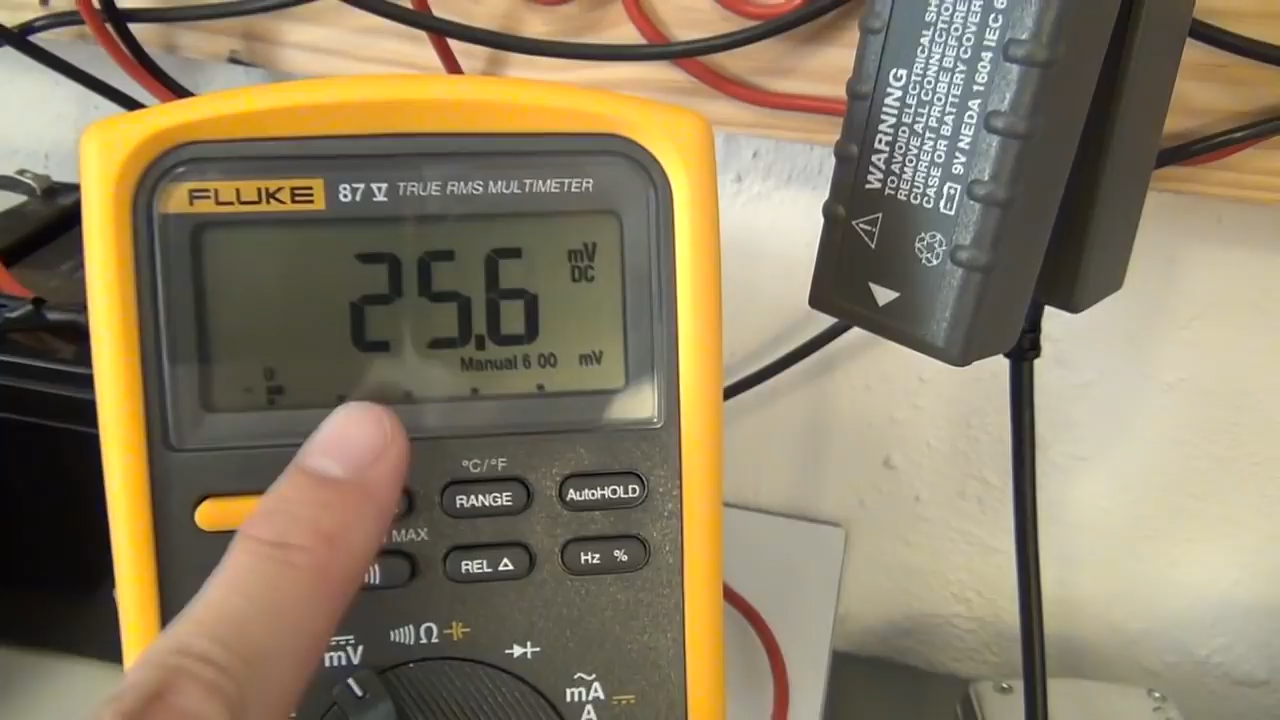 FLUKE 87 V TRUE RMS MULTIMETER
25.6 mV DC
Manual 6 00 mV
0
°C/°F
RANGE
AutoHOLD
MAX
REL Δ
Hz %
mV
Ω
mA
A
WARNING
TO AVOID ELECTRICAL SH
REMOVE ALL CONNECTION
CURRENT PROBE BEFORE
CASE OR BATTERY COVER
9V NEDA 1604 IEC 6